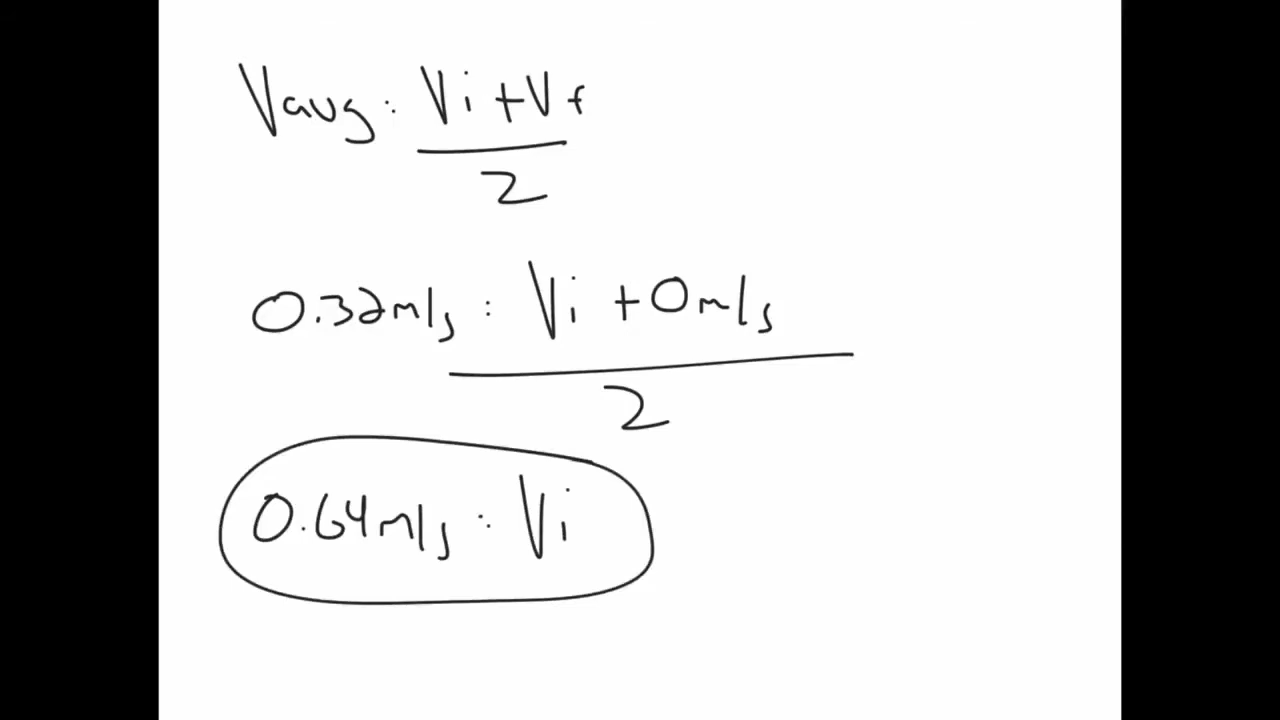 Vavg : Vi + Vf
2
0.32m/s : Vi + 0m/s
2
0.64m/s : Vi